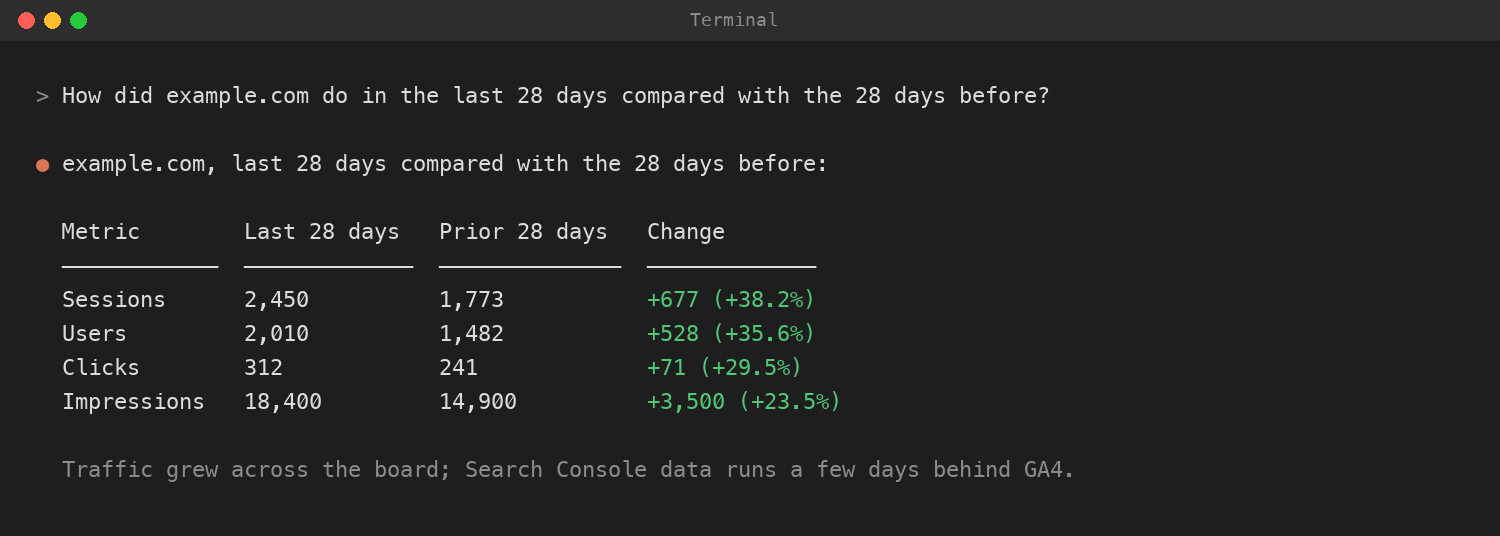 Terminal
> How did example.com do in the last 28 days compared with the 28 days before?
● example.com, last 28 days compared with the 28 days before:
Metric Last 28 days Prior 28 days Change
Sessions 2,450 1,773 +677 (+38.2%)
Users 2,010 1,482 +528 (+35.6%)
Clicks 312 241 +71 (+29.5%)
Impressions 18,400 14,900 +3,500 (+23.5%)
Traffic grew across the board; Search Console data runs a few days behind GA4.